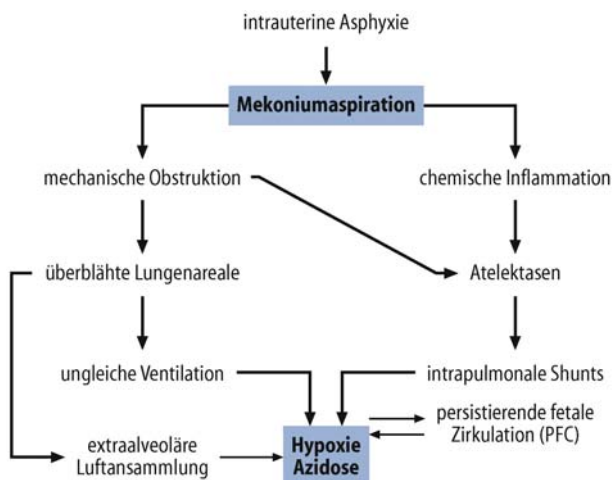 intrauterine Asphyxie
Mekoniumaspiration
mechanische Obstruktion
chemische Inflammation
überblähte Lungenareale
Atelektasen
ungleiche Ventilation
intrapulmonale Shunts
extraalveoläre
Luftansammlung
Hypoxie
Azidose
persistierende fetale
Zirkulation (PFC)